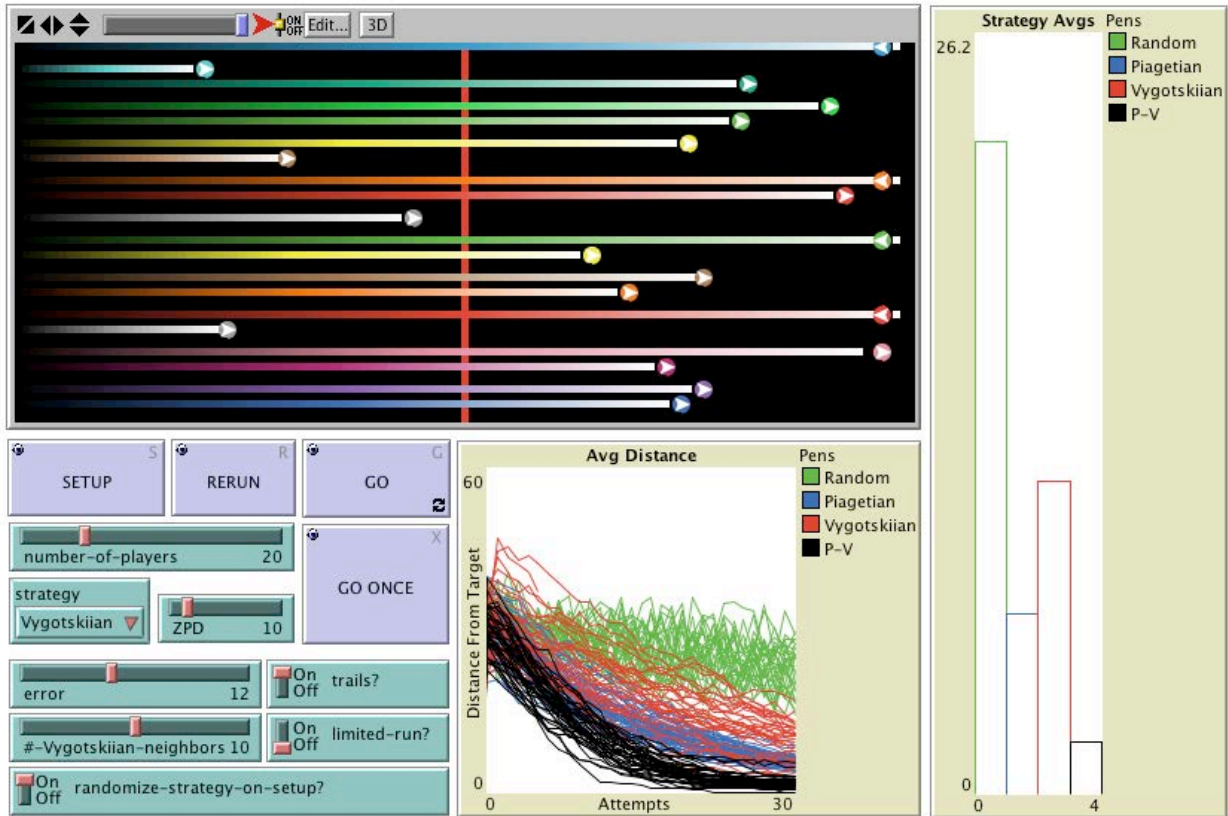 ON
OFF
Edit...
3D
Strategy Avgs
Pens
26.2
Random
Piagetian
Vygotskiian
P-V
0
0
4
S
SETUP
R
RERUN
G
GO
number-of-players 20
X
GO ONCE
strategy
Vygotskiian
ZPD 10
error 12
On
Off
trails?
#-Vygotskiian-neighbors 10
On
Off
limited-run?
On
Off
randomize-strategy-on-setup?
Avg Distance
Pens
60
Random
Piagetian
Vygotskiian
P-V
Distance From Target
0
0
Attempts
30